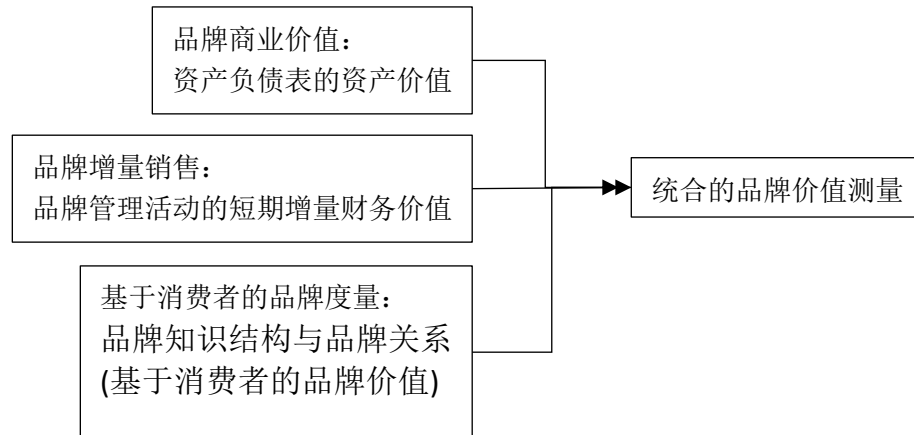 品牌商业价值：
资产负债表的资产价值
品牌增量销售：
品牌管理活动的短期增量财务价值
统合的品牌价值测量
基于消费者的品牌度量：
品牌知识结构与品牌关系
(基于消费者的品牌价值)